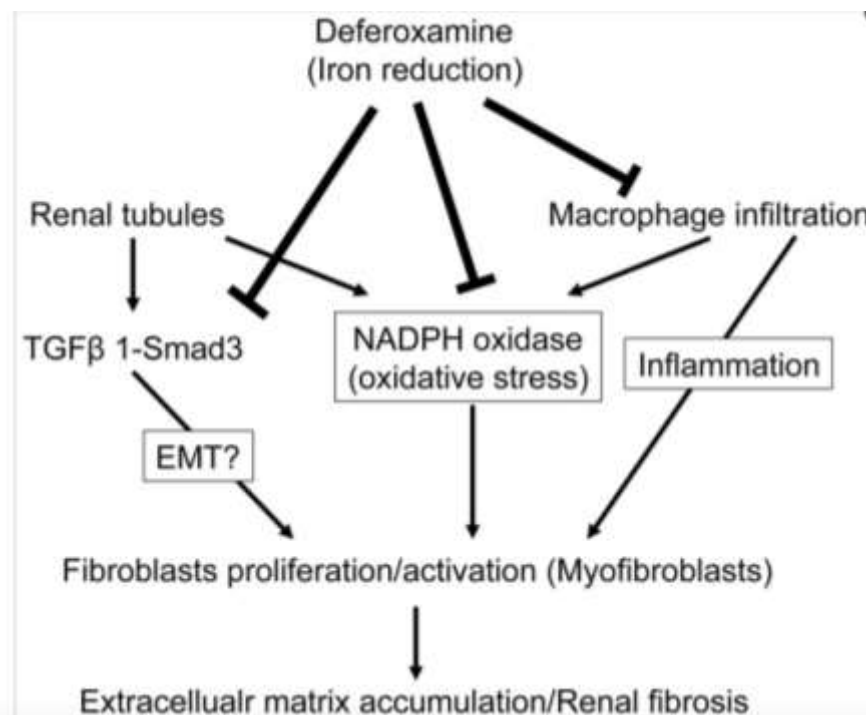 Deferoxamine
(Iron reduction)
Renal tubules
Macrophage infiltration
TGFβ 1-Smad3
NADPH oxidase
(oxidative stress)
Inflammation
EMT?
Fibroblasts proliferation/activation (Myofibroblasts)
Extracellualr matrix accumulation/Renal fibrosis